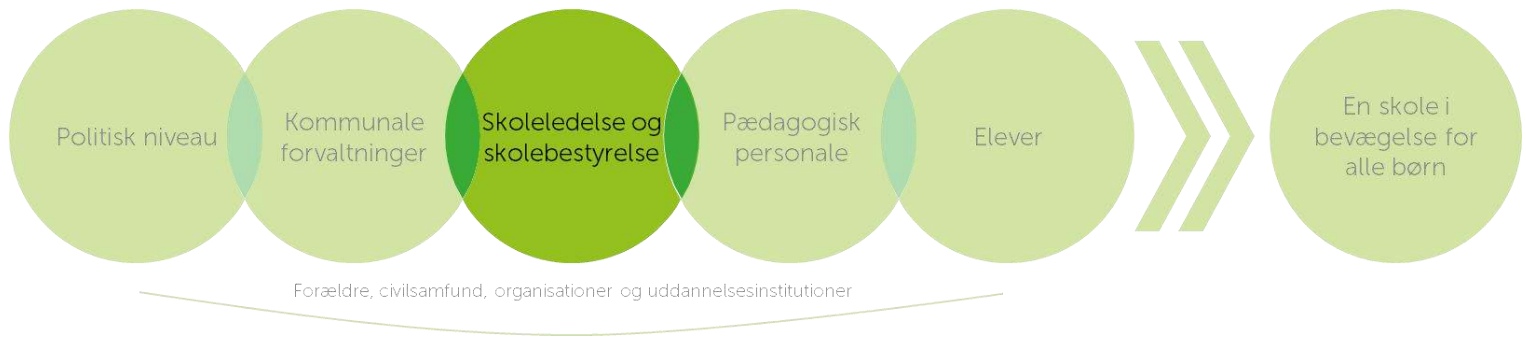 Politisk niveau
Kommunale
forvaltninger
Skoleledelse og
skolebestyrelse
Pædagogisk
personale
Elever
En skole i
bevægelse for
alle børn
Forældre, civilsamfund, organisationer og uddannelsesinstitutioner